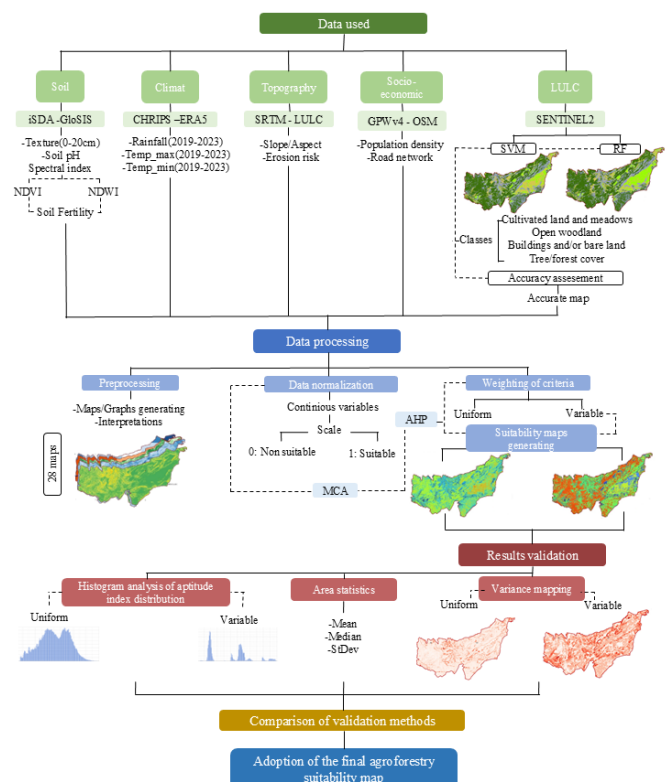 Data used
Soil
Climat
Topography
Socio-
economic
LULC
iSDA -GloSIS
CHRIPS –ERA5
SRTM - LULC
GPWv4 - OSM
SENTINEL2
-Texture(0-20cm)
-Soil pH
Spectral index
NDVI
NDWI
Soil Fertility
-Rainfall(2019-2023)
-Temp_max(2019-2023)
-Temp_min(2019-2023)
-Slope/Aspect
-Erosion risk
-Population density
-Road network
SVM
RF
-Classes
Cultivated land and meadows
Open woodland
Buildings and/or bare land
Tree/forest cover
Accuracy assesement
Accurate map
Data processing
Preprocessing
-Maps/Graphs generating
-Interpretations
28 maps
Data normalization
Continious variables
Scale
0: Non suitable
1: Suitable
MCA
AHP
Weighting of criteria
Uniform
Variable
Suitability maps
generating
Results validation
Histogram analysis of aptitude
index distribution
Uniform
Variable
Area statistics
-Mean
-Median
-StDev
Variance mapping
Uniform
Variable
Comparison of validation methods
Adoption of the final agroforestry
suitability map